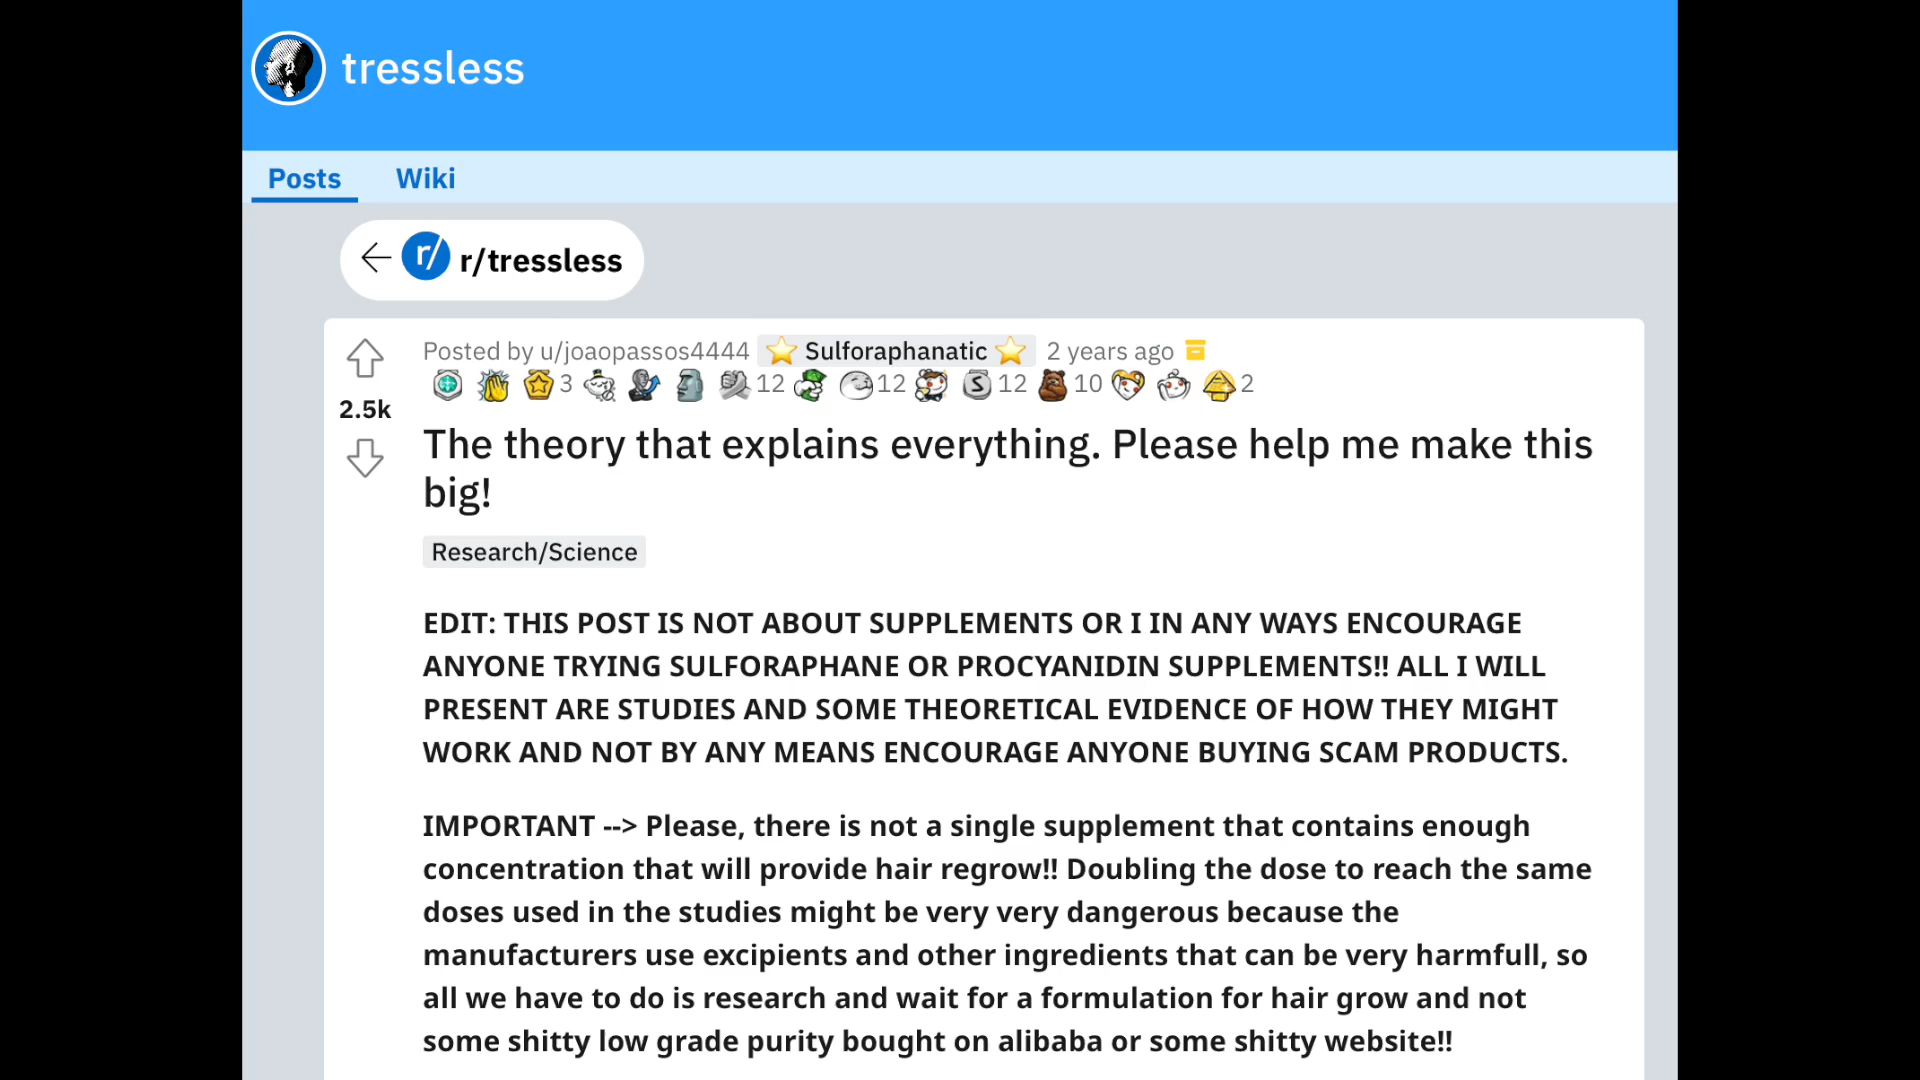 tressless
Posts Wiki
r/ r/tressless
Posted by u/joaopassos4444 ⭐ Sulforaphanatic ⭐ 2 years ago
3 12 12 S 12 10 2
2.5k
The theory that explains everything. Please help me make this
big!
Research/Science
EDIT: THIS POST IS NOT ABOUT SUPPLEMENTS OR I IN ANY WAYS ENCOURAGE
ANYONE TRYING SULFORAPHANE OR PROCYANIDIN SUPPLEMENTS!! ALL I WILL
PRESENT ARE STUDIES AND SOME THEORETICAL EVIDENCE OF HOW THEY MIGHT
WORK AND NOT BY ANY MEANS ENCOURAGE ANYONE BUYING SCAM PRODUCTS.
IMPORTANT --> Please, there is not a single supplement that contains enough
concentration that will provide hair regrow!! Doubling the dose to reach the same
doses used in the studies might be very very dangerous because the
manufacturers use excipients and other ingredients that can be very harmfull, so
all we have to do is research and wait for a formulation for hair grow and not
some shitty low grade purity bought on alibaba or some shitty website!!